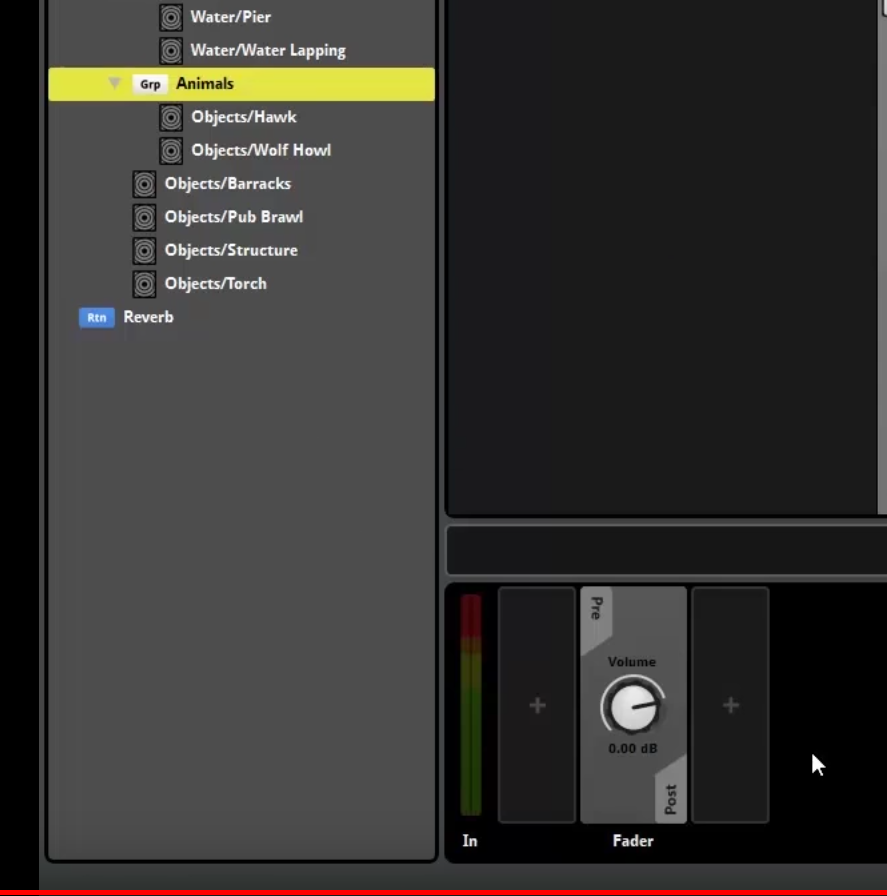 Water/Pier
Water/Water Lapping
Grp Animals
Objects/Hawk
Objects/Wolf Howl
Objects/Barracks
Objects/Pub Brawl
Objects/Structure
Objects/Torch
Rtn Reverb
Pre
Volume
0.00 dB
Post
In
Fader